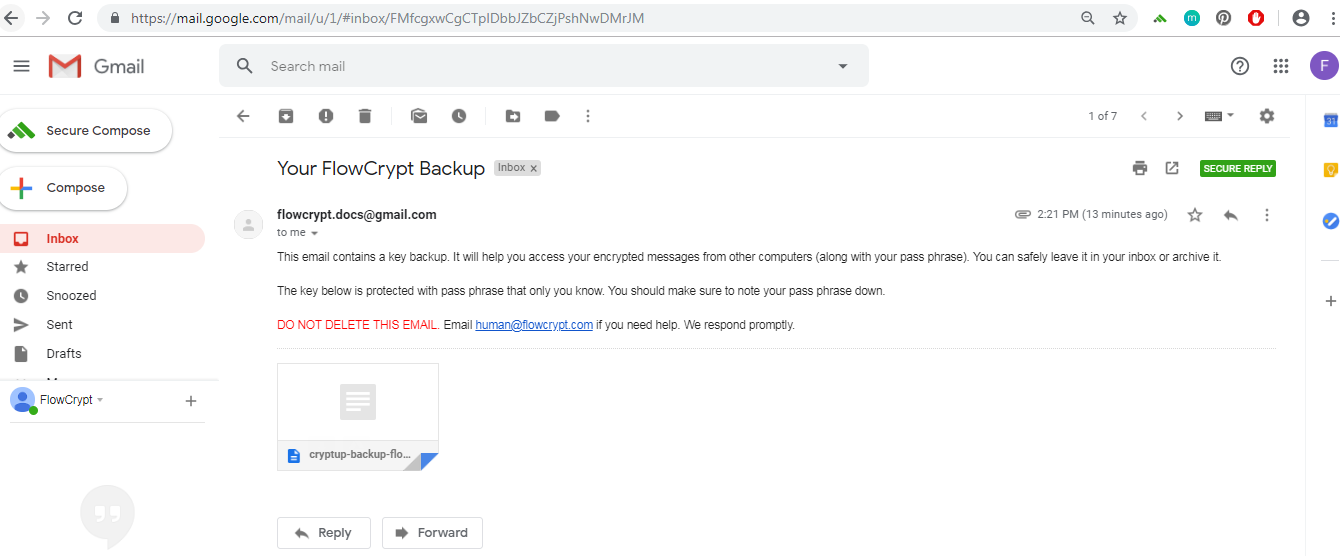 https://mail.google.com/mail/u/1/#inbox/FMfcgxwCgCTpIDbbJZbCZjPshNwDMrJM
m
Gmail
Search mail
F
Secure Compose
1 of 7
31
Your FlowCrypt Backup
Inbox x
SECURE REPLY
Compose
flowcrypt.docs@gmail.com
2:21 PM (13 minutes ago)
to me
Inbox
This email contains a key backup. It will help you access your encrypted messages from other computers (along with your pass phrase). You can safely leave it in your inbox or archive it.
Starred
The key below is protected with pass phrase that only you know. You should make sure to note your pass phrase down.
Snoozed
Sent
DO NOT DELETE THIS EMAIL. Email human@flowcrypt.com if you need help. We respond promptly.
Drafts
FlowCrypt
cryptup-backup-flo...
Reply
Forward